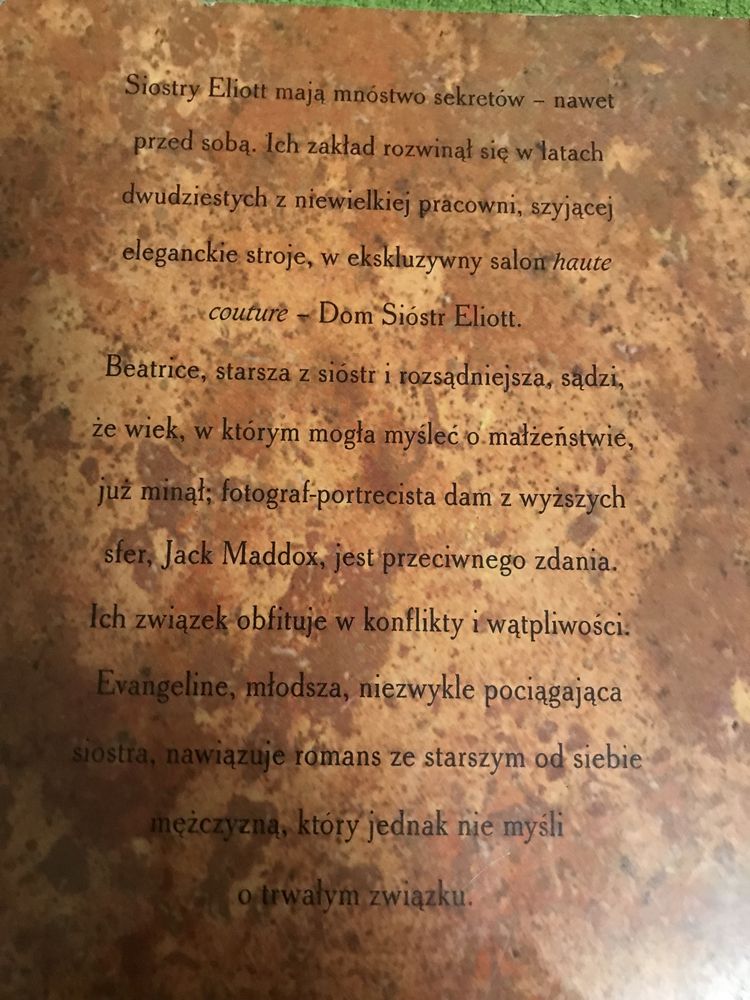 Siostry Eliott mają mnóstwo sekretów – nawet
przed sobą. Ich zakład rozwinął się w latach
dwudziestych z niewielkiej pracowni, szyjącej
eleganckie stroje, w ekskluzywny salon haute
couture – Dom Sióstr Eliott.
Beatrice, starsza z sióstr i rozsądniejsza, sądzi,
że wiek, w którym mogła myśleć o małżeństwie,
już minął; fotograf-portrecista dam z wyższych
sfer, Jack Maddox, jest przeciwnego zdania.
Ich związek obfituje w konflikty i wątpliwości.
Evangeline, młodsza, niezwykle pociągająca
siostra, nawiązuje romans ze starszym od siebie
mężczyzną, który jednak nie myśli
o trwałym związku.